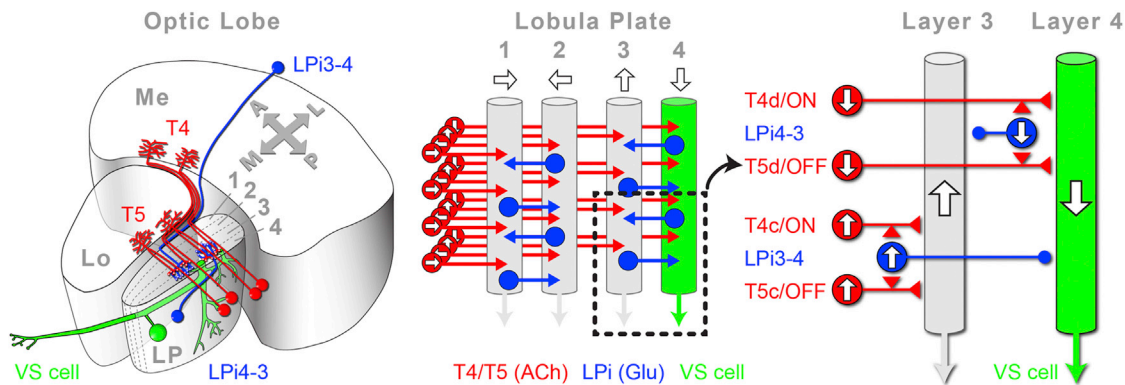 Optic Lobe
LPi3-4
Me
A
L
T4
M
P
1
2
3
4
T5
Lo
LP
VS cell
LPi4-3
Lobula Plate
1 2 3 4
T4/T5 (ACh) LPi (Glu) VS cell
Layer 3 Layer 4
T4d/ON
LPi4-3
T5d/OFF
T4c/ON
LPi3-4
T5c/OFF
VS cell